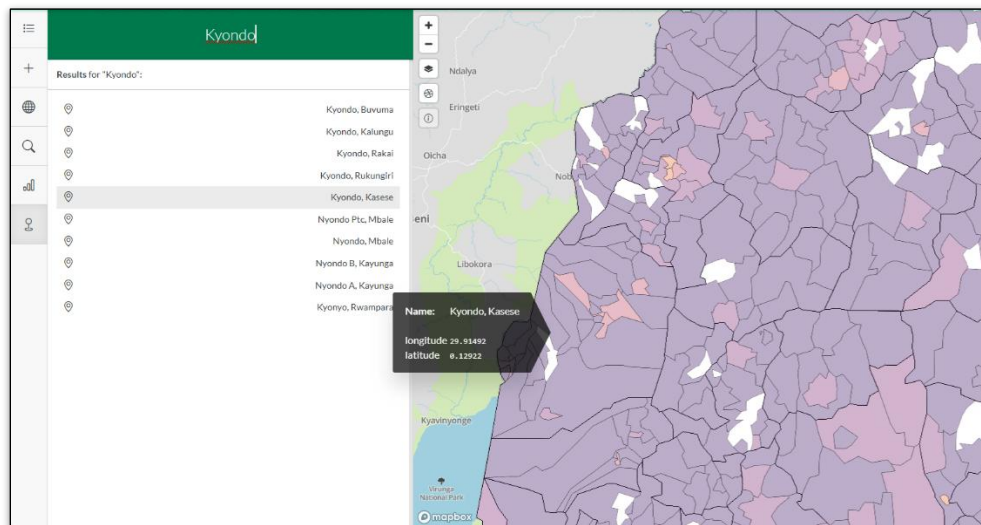 Kyondo
Results for "Kyondo":
Kyondo, Buvuma
Kyondo, Kalungu
Kyondo, Rakai
Kyondo, Rukungiri
Kyondo, Kasese
Nyondo Ptc, Mbale
Nyondo, Mbale
Nyondo B, Kayunga
Nyondo A, Kayunga
Kyonyo, Rwampara
Ndalya
Eringeti
Oicha
Nob
eni
Libokora
Name: Kyondo, Kasese
longitude 29.91492
latitude 0.12922
Kyavinyonge
Virunga
National Park
mapbox